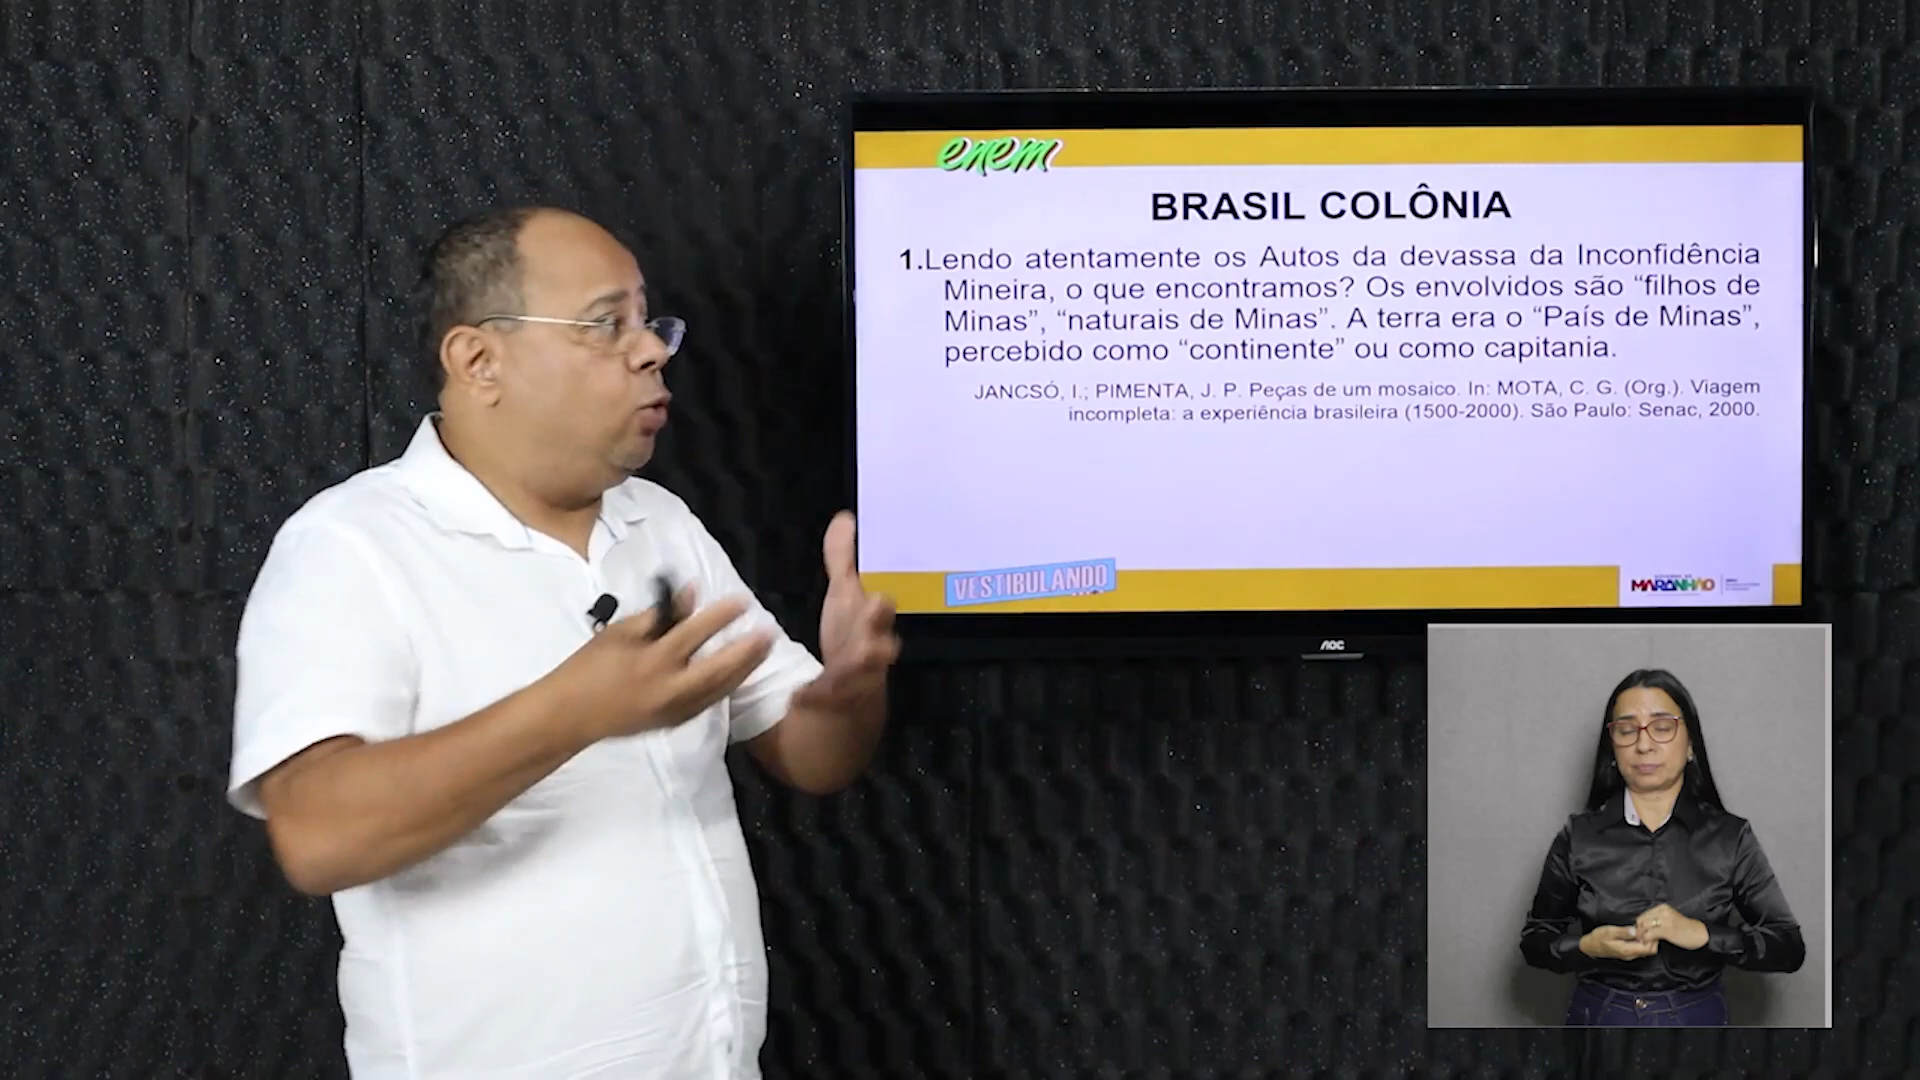 enem
BRASIL COLÔNIA
1.Lendo atentamente os Autos da devassa da Inconfidência
Mineira, o que encontramos? Os envolvidos são “filhos de
Minas”, “naturais de Minas”. A terra era o “País de Minas”,
percebido como “continente” ou como capitania.
JANCSÓ, I.; PIMENTA, J. P. Peças de um mosaico. In: MOTA, C. G. (Org.). Viagem
incompleta: a experiência brasileira (1500-2000). São Paulo: Senac, 2000.
VESTIBULANDO
MARANHÃO
AOC